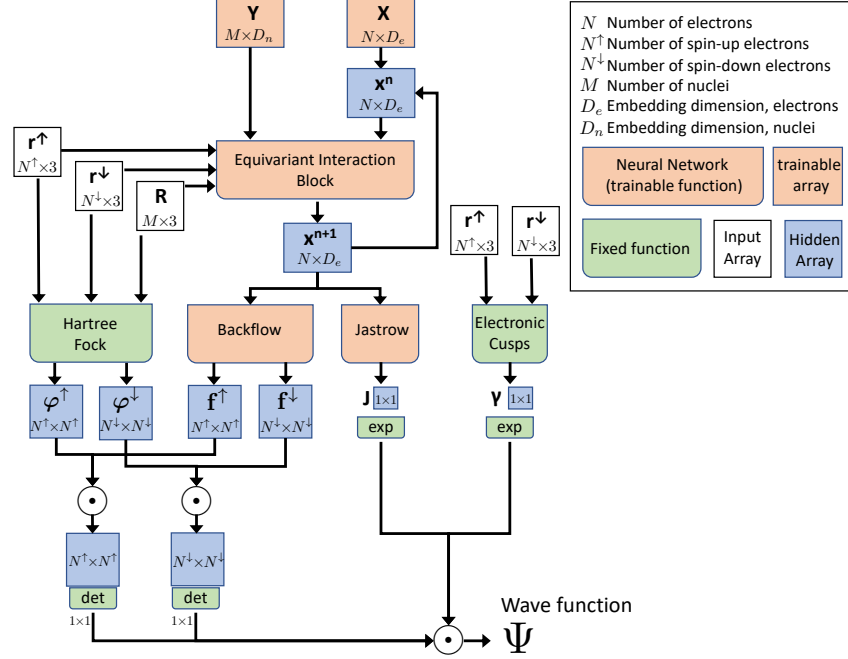 Y
M×Dₙ
X
N×Dₑ
xⁿ
N×Dₑ
r↑
N↑×3
r↓
N↓×3
R
M×3
Equivariant Interaction
Block
xⁿ⁺¹
N×Dₑ
r↑
N↑×3
r↓
N↓×3
Hartree
Fock
Backflow
Jastrow
Electronic
Cusps
φ↑
N↑×N↑
φ↓
N↓×N↓
f↑
N↑×N↑
f↓
N↓×N↓
J 1×1
γ 1×1
exp
exp
N↑×N↑
N↓×N↓
det
det
1×1
1×1
Wave function
Ψ
N Number of electrons
N↑ Number of spin-up electrons
N↓ Number of spin-down electrons
M Number of nuclei
Dₑ Embedding dimension, electrons
Dₙ Embedding dimension, nuclei
Neural Network
(trainable function)
trainable
array
Fixed function
Input
Array
Hidden
Array